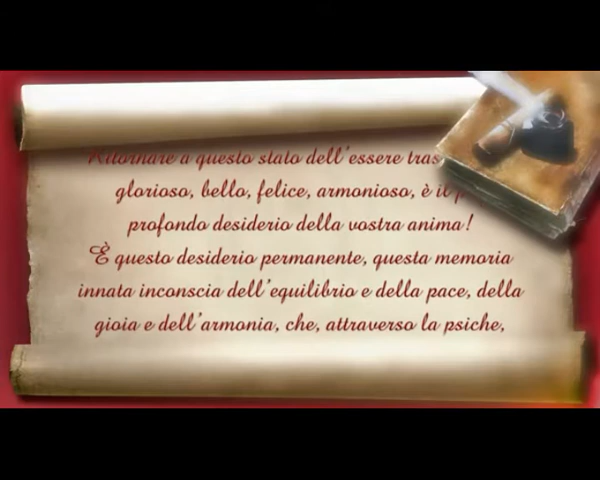 Ritornare a questo stato dell'essere
glorioso, bello, felice, armonioso, è il
profondo desiderio della vostra anima!
È questo desiderio permanente, questa memoria
innata inconscia dell'equilibrio e della pace, della
gioia e dell'armonia, che, attraverso la psiche,